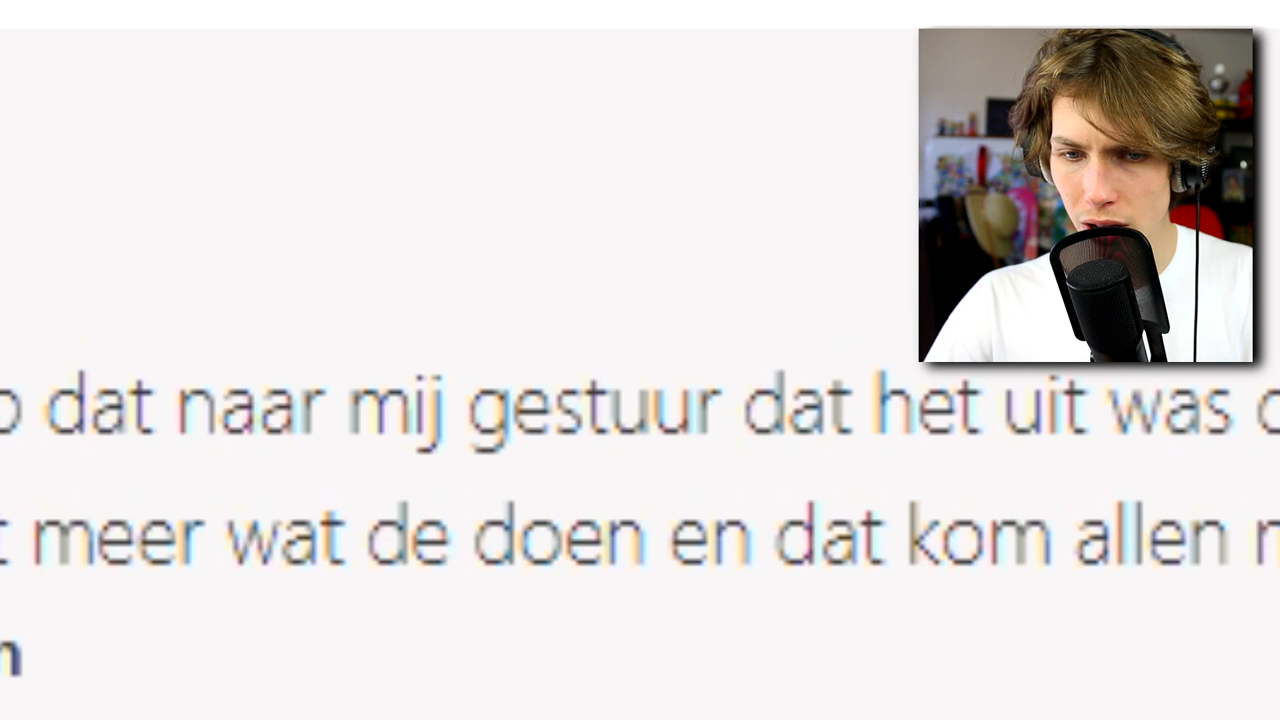 dat naar mij gestuur dat het uit was
meer wat de doen en dat kom allen